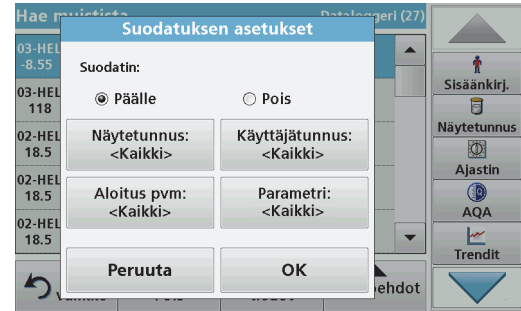 Hae muistista
Dataloggeri (27)
Suodatuksen asetukset
Suodatin:
Päälle
Pois
Näytetunnus:
<Kaikki>
Käyttäjätunnus:
<Kaikki>
Aloitus pvm:
<Kaikki>
Parametri:
<Kaikki>
Peruuta
OK
03-HEL
-8.55
03-HEL
118
02-HEL
18.5
02-HEL
18.5
02-HEL
18.5
Sisäänkirj.
Näytetunnus
Ajastin
AQA
Trendit